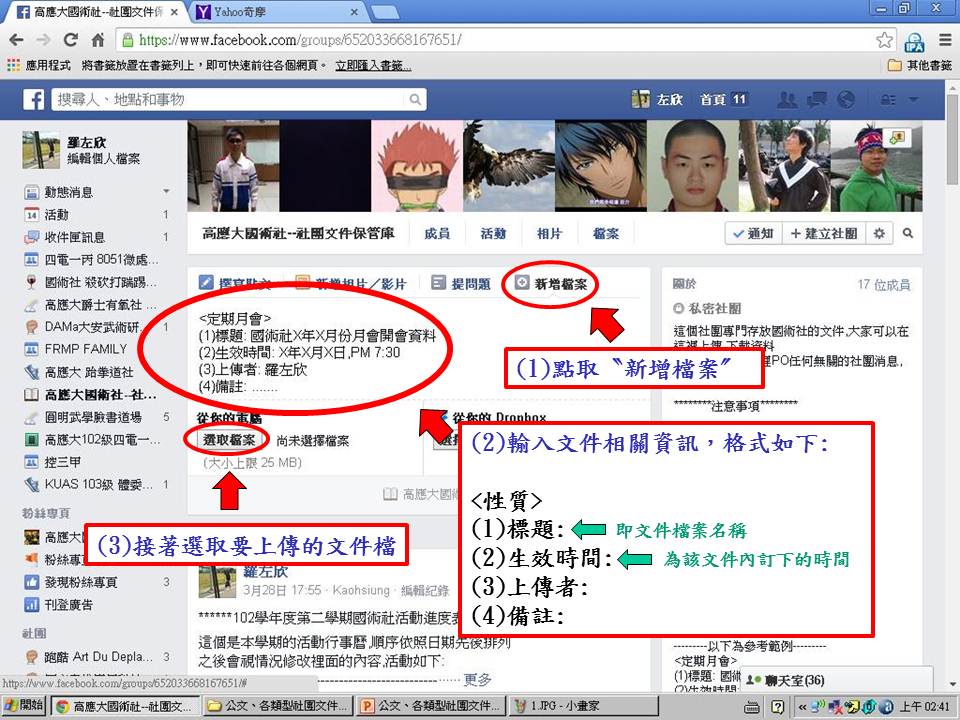 高應大國術社--社團文件保
Yahoo奇摩
https://www.facebook.com/groups/652033668167651/
應用程式 將書籤放置在書籤列上，即可快速前往各個網頁。 立即匯入書籤...
其他書籤
搜尋人、地點和事物
左欣 首頁 11
羅左欣
編輯個人檔案
動態消息
活動 1
收件匣訊息 1
四電一丙 8051微處...
國術社 殺砍打踹踢...
高應大爵士有氧社 ...
DAMa大安武術研... 1
FRMP FAMILY 1
高應大 跆拳道社
高應大國術社--社...
圓明武學臉書道場 5
高應大102級四電一...
控三甲
KUAS 103級 體委... 1
粉絲專頁
高應大
粉絲專
發現粉絲專頁 3
刊登廣告
社團
跑酷 Art Du Depla... 3
高應大國術社--社團文件保管庫 成員 活動 相片 檔案
通知 建立社團
撰寫貼文 新增相片／影片 提問題 新增檔案
<定期月會>
(1)標題: 國術社X年X月份月會開會資料
(2)生效時間: X年X月X日,PM 7:30
(3)上傳者: 羅左欣
(4)備註: .......
從你的電腦
選取檔案 尚未選擇檔案
(大小上限 25 MB)
從你的 Dropbox
高應大國術
(1)點取〝新增檔案〞
(2)輸入文件相關資訊，格式如下:
<性質>
(1)標題: 即文件檔案名稱
(2)生效時間: 為該文件內訂下的時間
(3)上傳者:
(4)備註:
(3)接著選取要上傳的文件檔
羅左欣
3月28日 17:55 · Kaohsiung · 編輯紀錄
******102學年度第二學期國術社活動進度表
這個是本學期的活動行事曆,順序依照日期先後排列
之後會視情況修改裡面的內容,活動如下:
更多
關於 17 位成員
私密社團
這個社團專門存放國術社的文件,大家可以在
這裡上傳,下載資料
PO任何無關的社團消息,
********注意事項********
---------以下為參考範例---------
<定期月會>
(1)標題: 國術
聊天室(36)
https://www.facebook.com/groups/652033668167651/#
開始
高應大國術社--社團文...
公文、各類型社團文件...
公文、各類型社團文件...
1.JPG - 小畫家
上午 02:41